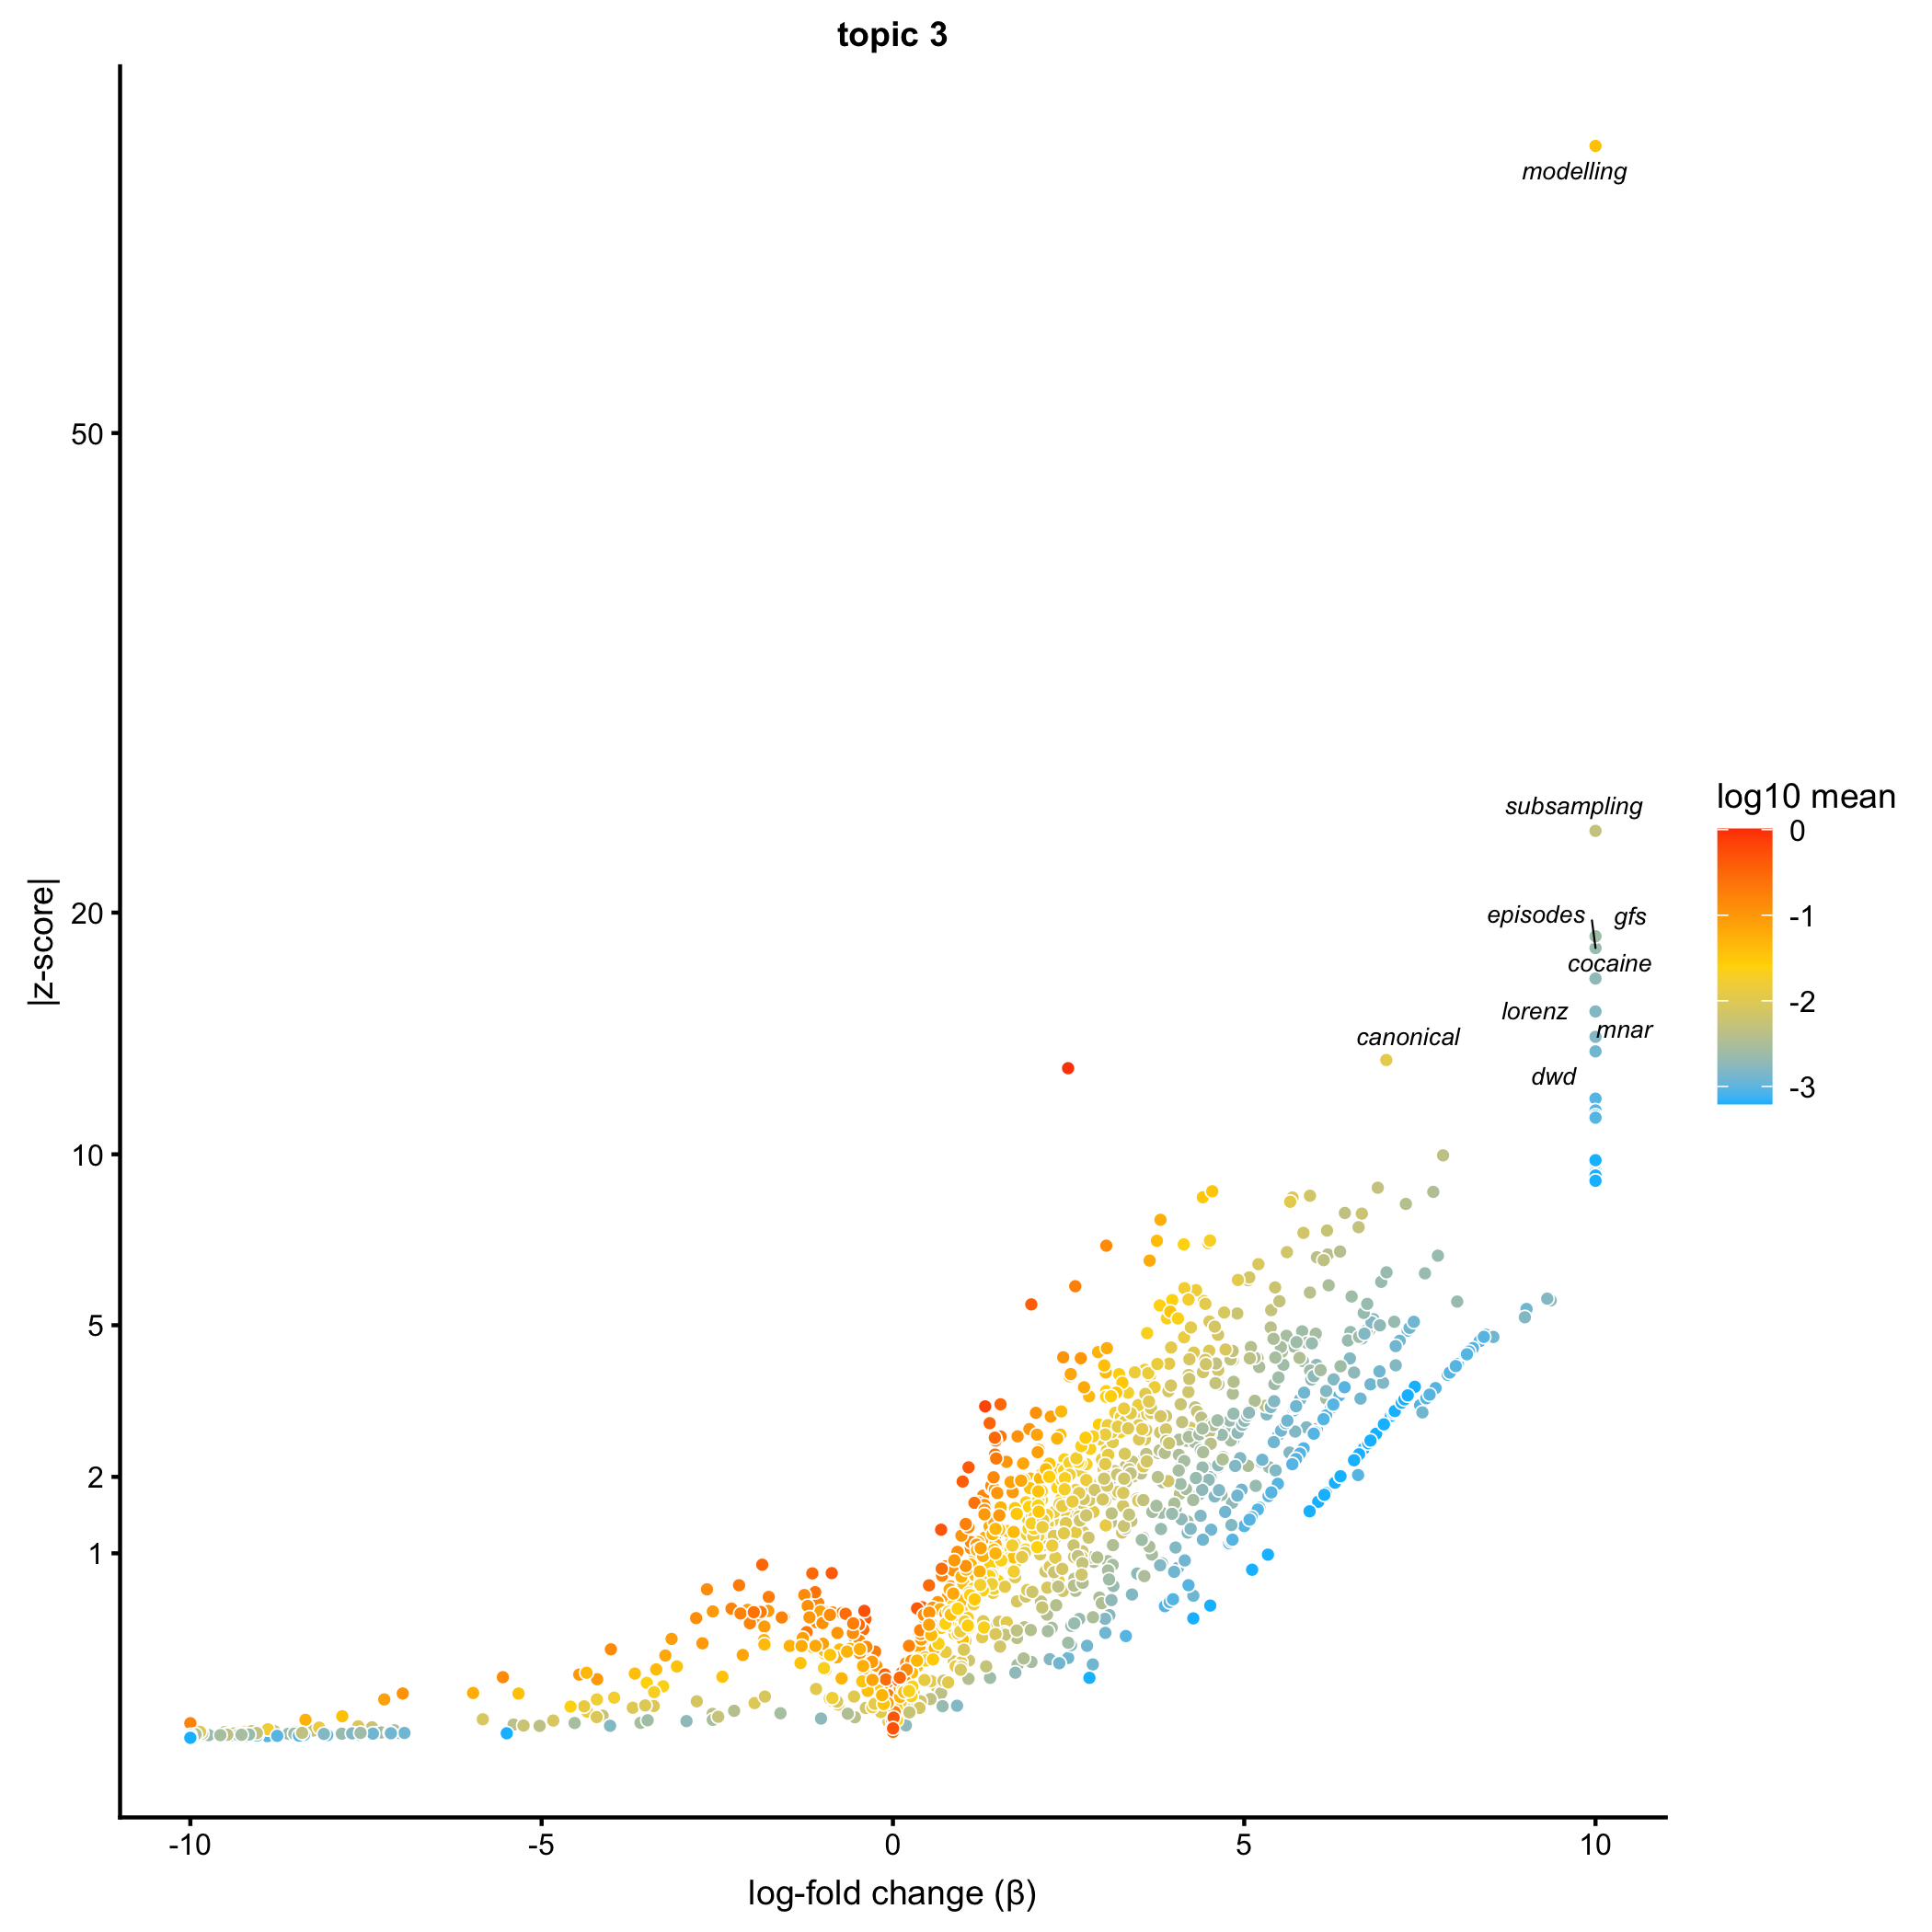 topic 3
modelling
50
subsampling
log10 mean
0
episodes
gfs
20
-1
cocaine
|z-score|
lorenz
-2
mnar
canonical
dwd
-3
10
5
2
1
-10
-5
0
5
10
log-fold change (β)